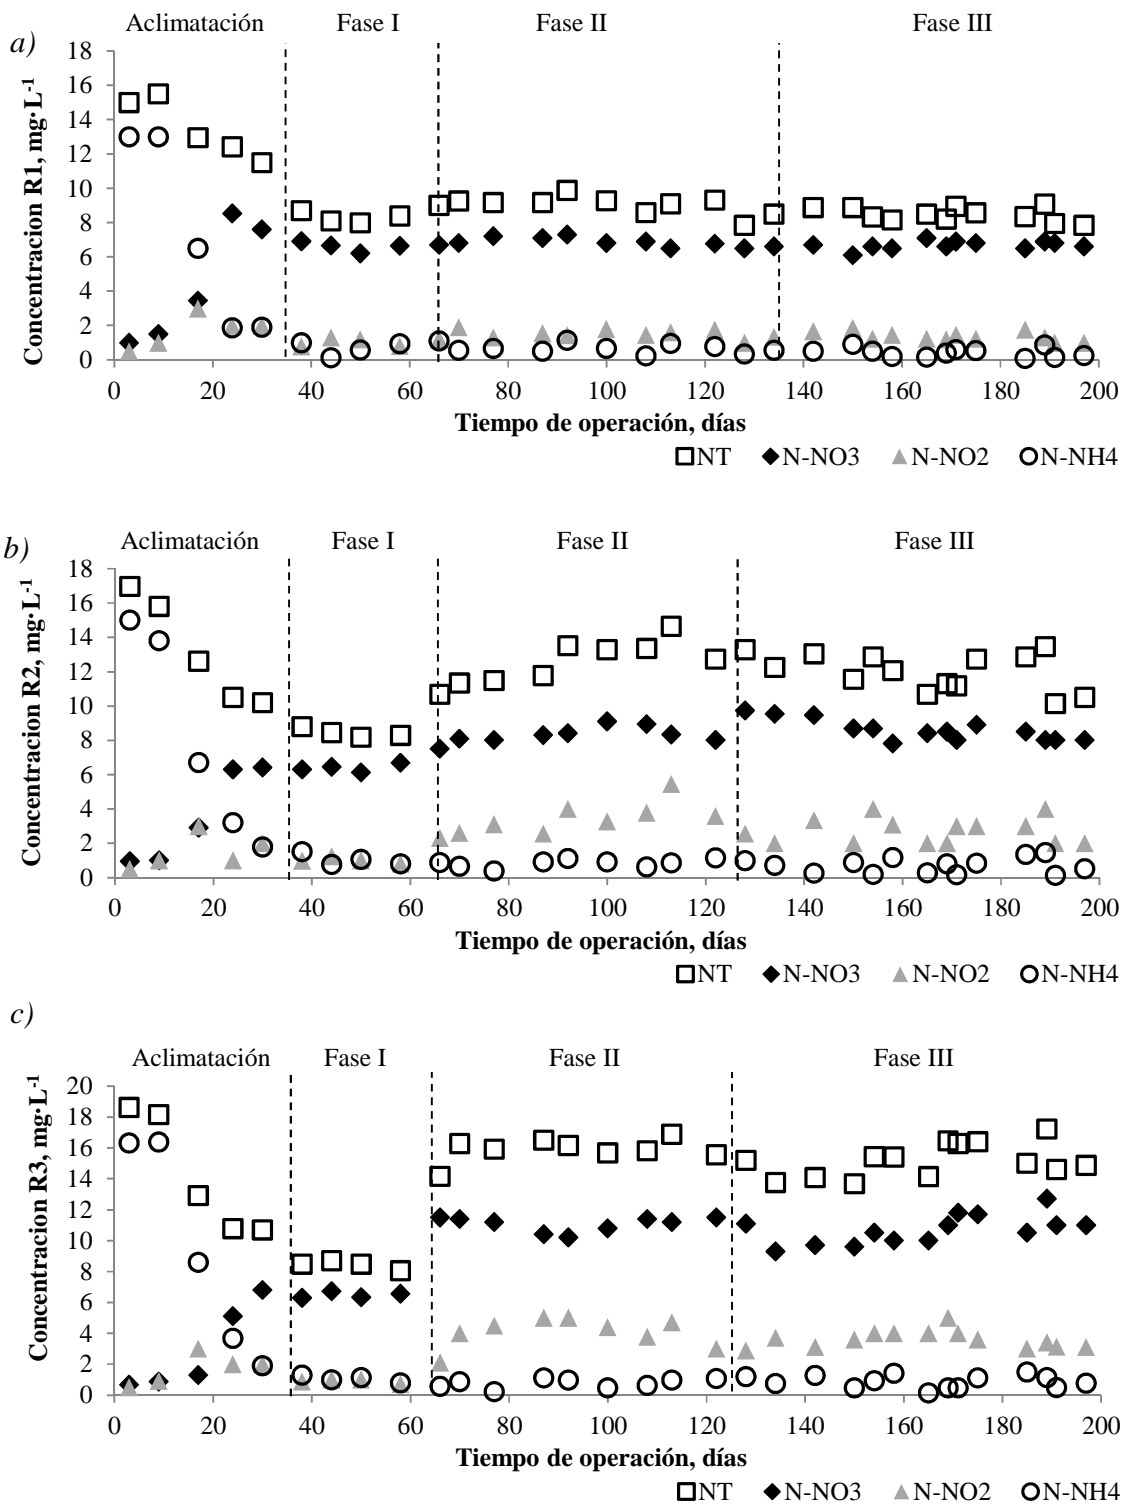 Aclimatación Fase I Fase II Fase III
a)
Concentracion R1, mg·L-1
18
16
14
12
10
8
6
4
2
0
0 20 40 60 80 100 120 140 160 180 200
Tiempo de operación, días
NT N-NO3 N-NO2 N-NH4
Aclimatación Fase I Fase II Fase III
b)
Concentracion R2, mg·L-1
18
16
14
12
10
8
6
4
2
0
0 20 40 60 80 100 120 140 160 180 200
Tiempo de operación, días
NT N-NO3 N-NO2 N-NH4
c)
Aclimatación Fase I Fase II Fase III
Concentracion R3, mg·L-1
20
18
16
14
12
10
8
6
4
2
0
0 20 40 60 80 100 120 140 160 180 200
Tiempo de operación, días
NT N-NO3 N-NO2 N-NH4